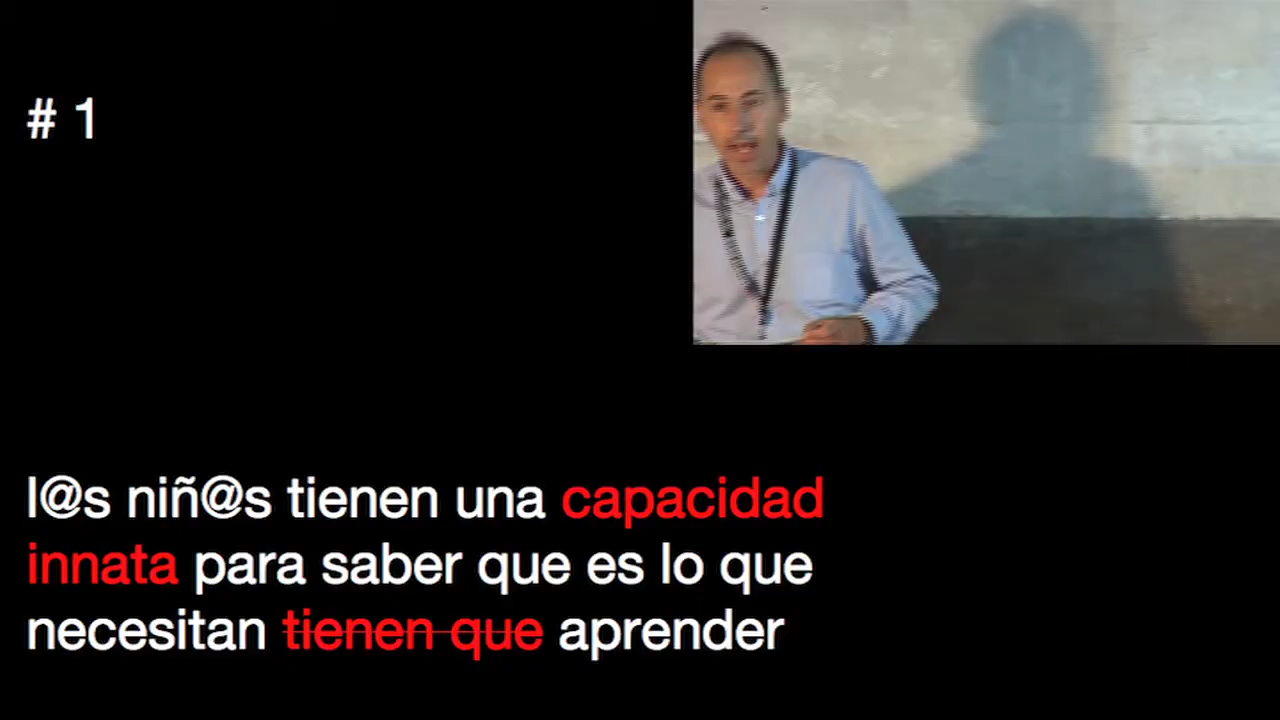 # 1
l@s niñ@s tienen una capacidad
innata para saber que es lo que
necesitan tienen que aprender